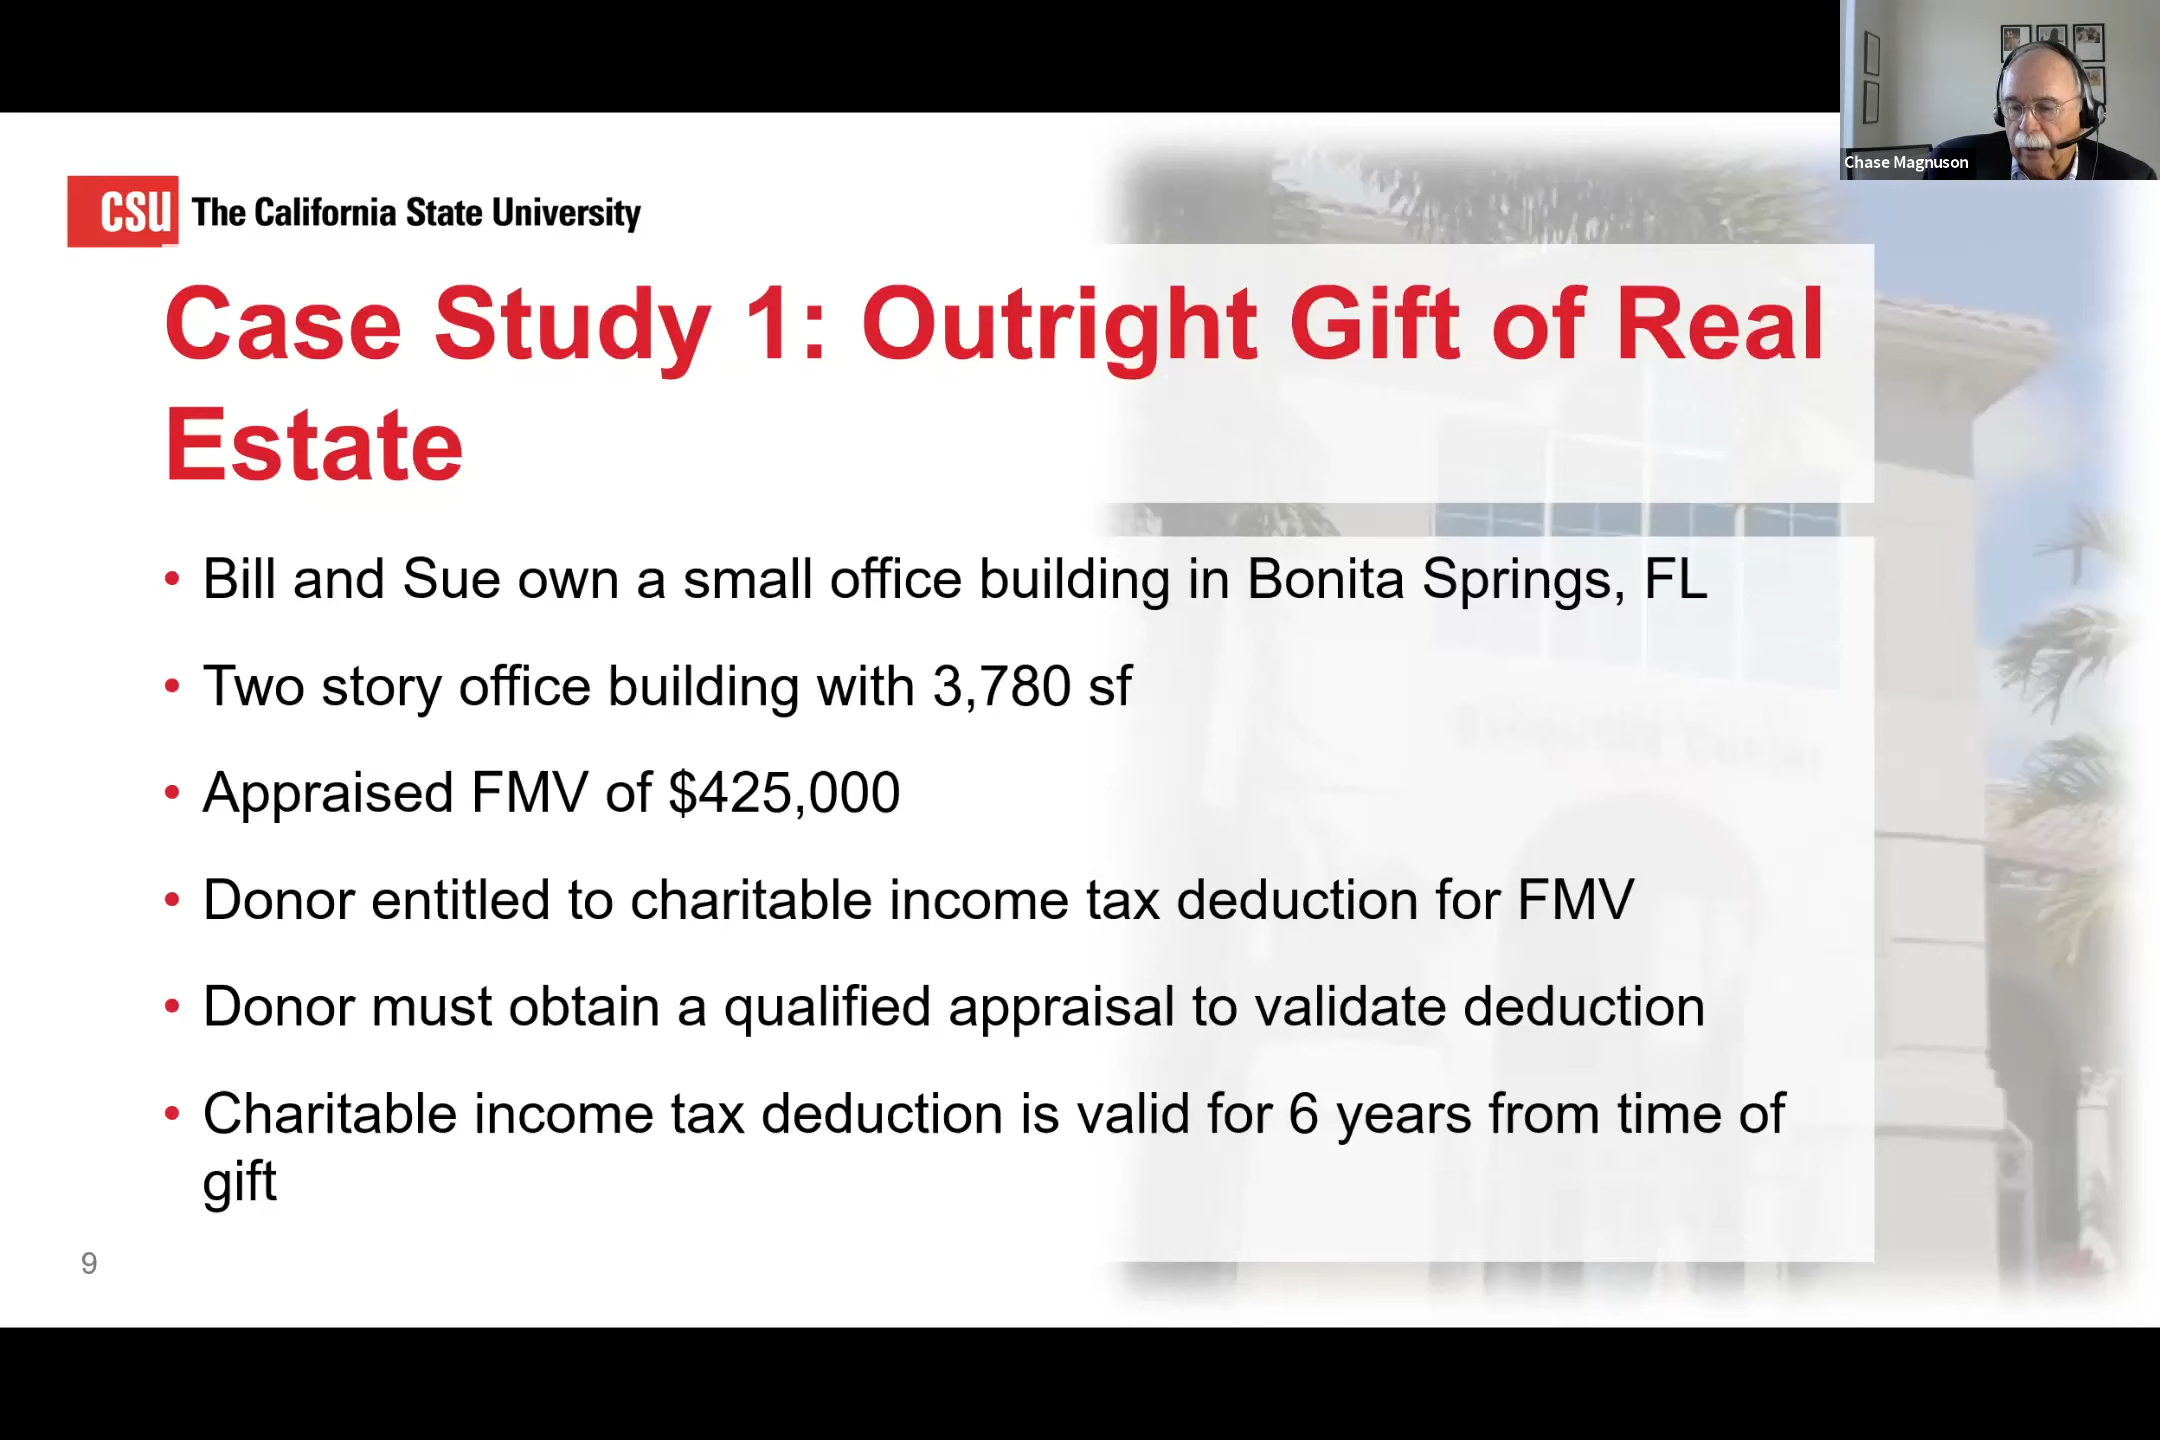 Chase Magnuson
CSU The California State University
Case Study 1: Outright Gift of Real
Estate
• Bill and Sue own a small office building in Bonita Springs, FL
• Two story office building with 3,780 sf
• Appraised FMV of $425,000
• Donor entitled to charitable income tax deduction for FMV
• Donor must obtain a qualified appraisal to validate deduction
• Charitable income tax deduction is valid for 6 years from time of
gift
9